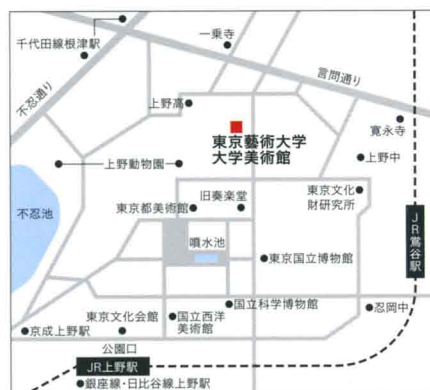 千代田線根津駅
一乗寺
不忍通り
言問通り
上野高
東京藝術大学
大学美術館
寛永寺
上野動物園
上野中
旧奏楽堂
東京都美術館
東京文化
財研究所
不忍池
噴水池
JR鶯谷駅
東京国立博物館
国立科学博物館
忍岡中
東京文化会館
国立西洋
美術館
京成上野駅
公園口
JR上野駅
銀座線・日比谷線上野駅